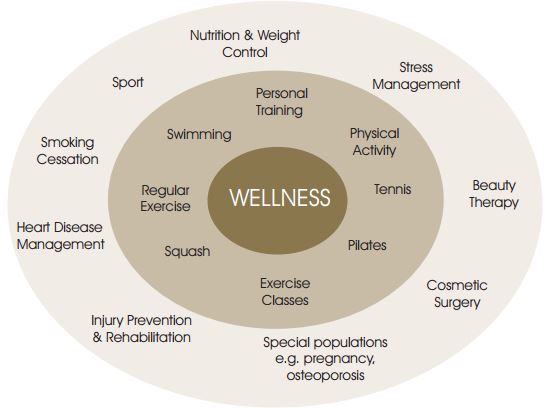 Nutrition & Weight
Control
Sport
Stress
Management
Personal
Training
Swimming
Physical
Activity
Smoking
Cessation
Regular
Exercise
WELLNESS
Tennis
Beauty
Therapy
Heart Disease
Management
Squash
Pilates
Exercise
Classes
Cosmetic
Surgery
Injury Prevention
& Rehabilitation
Special populations
e.g. pregnancy,
osteoporosis